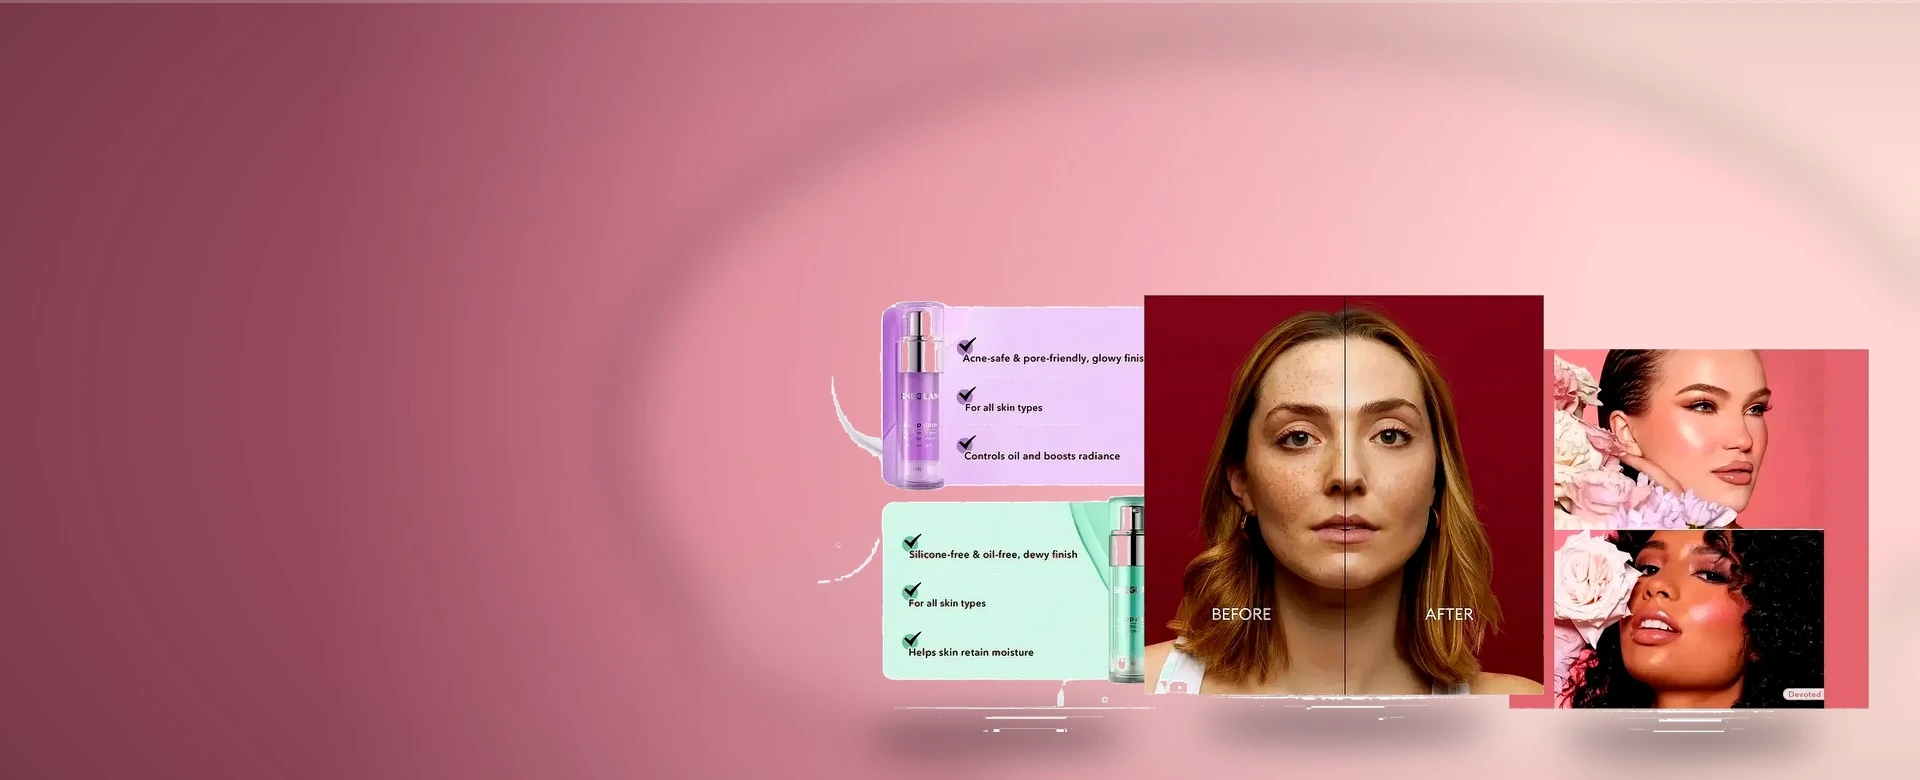 Acne-safe & pore-friendly, glowy finis
For all skin types
Controls oil and boosts radiance
SHEGLAM
Silicone-free & oil-free, dewy finish
For all skin types
Helps skin retain moisture
BEFORE
AFTER
Devoted